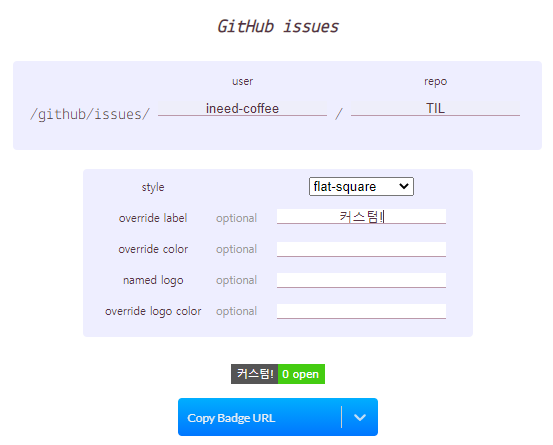 GitHub issues
user repo
/github/issues/ ineed-coffee / TIL
style flat-square
override label optional 커스텀!
override color optional
named logo optional
override logo color optional
커스텀! 0 open
Copy Badge URL